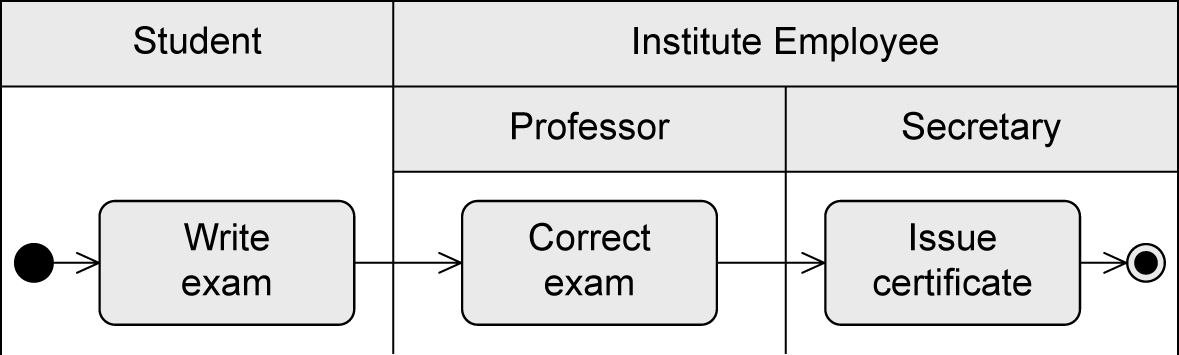 Student
Institute Employee
Professor
Secretary
Write
exam
Correct
exam
Issue
certificate